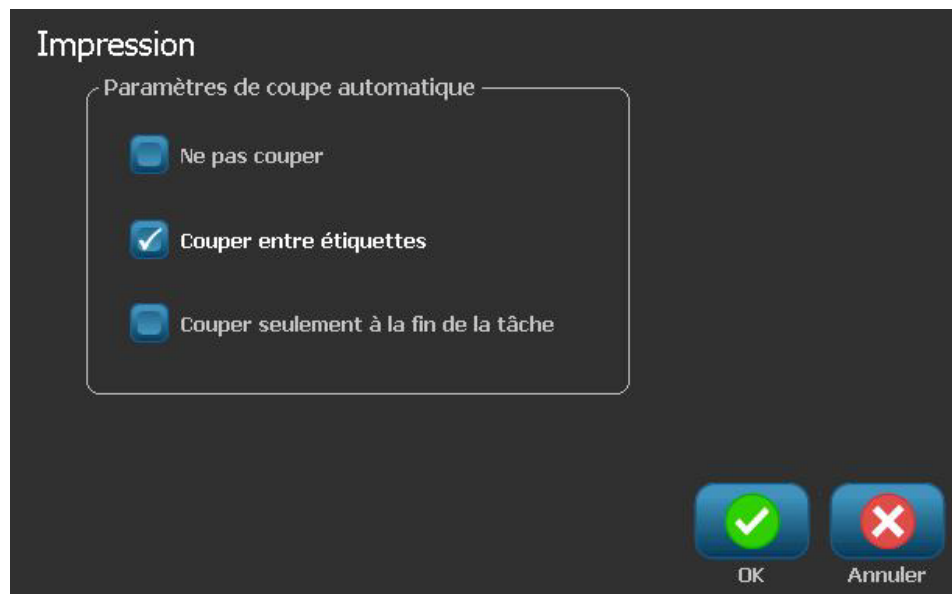 Impression
Paramètres de coupe automatique
Ne pas couper
Couper entre étiquettes
Couper seulement à la fin de la tâche
OK
Annuler